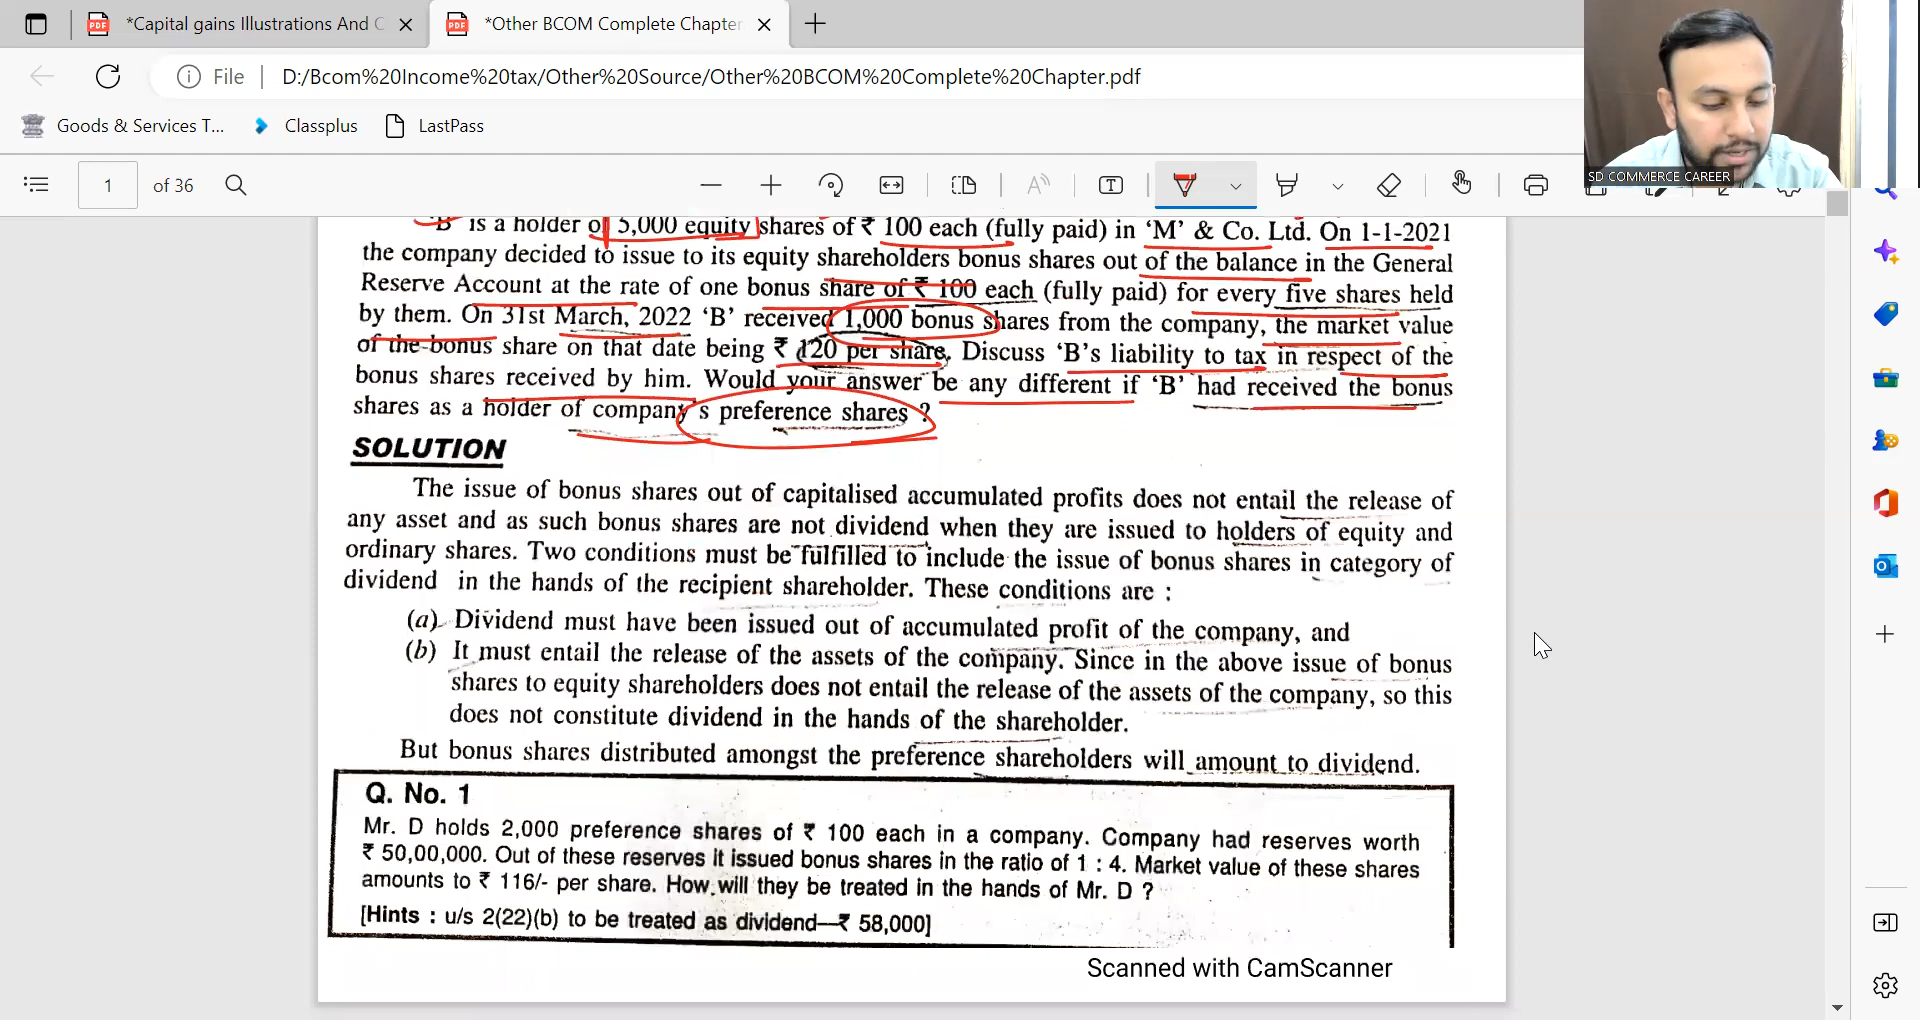 *Capital gains Illustrations And C
*Other BCOM Complete Chapter
File
D:/Bcom%20Income%20tax/Other%20Source/Other%20BCOM%20Complete%20Chapter.pdf
Goods & Services T...
Classplus
LastPass
1 of 36
SD COMMERCE CAREER
'B' is a holder of 5,000 equity shares of ₹ 100 each (fully paid) in 'M' & Co. Ltd. On 1-1-2021
the company decided to issue to its equity shareholders bonus shares out of the balance in the General
Reserve Account at the rate of one bonus share of ₹ 100 each (fully paid) for every five shares held
by them. On 31st March, 2022 'B' received 1,000 bonus shares from the company, the market value
of the bonus share on that date being ₹ 120 per share. Discuss 'B's liability to tax in respect of the
bonus shares received by him. Would your answer be any different if 'B' had received the bonus
shares as a holder of company's preference shares ?
SOLUTION
The issue of bonus shares out of capitalised accumulated profits does not entail the release of
any asset and as such bonus shares are not dividend when they are issued to holders of equity and
ordinary shares. Two conditions must be fulfilled to include the issue of bonus shares in category of
dividend in the hands of the recipient shareholder. These conditions are :
(a) Dividend must have been issued out of accumulated profit of the company, and
(b) It must entail the release of the assets of the company. Since in the above issue of bonus
shares to equity shareholders does not entail the release of the assets of the company, so this
does not constitute dividend in the hands of the shareholder.
But bonus shares distributed amongst the preference shareholders will amount to dividend.
Q. No. 1
Mr. D holds 2,000 preference shares of ₹ 100 each in a company. Company had reserves worth
₹ 50,00,000. Out of these reserves it issued bonus shares in the ratio of 1 : 4. Market value of these shares
amounts to ₹ 116/- per share. How will they be treated in the hands of Mr. D ?
[Hints : u/s 2(22)(b) to be treated as dividend—₹ 58,000]
Scanned with CamScanner